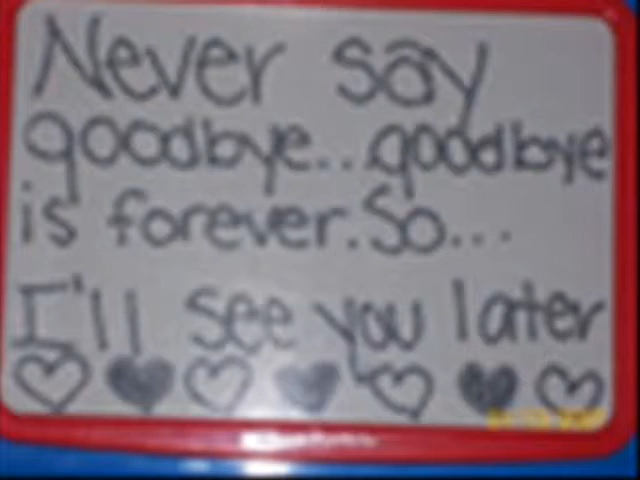 Never say
goodbye...goodbye
is forever. So...
I'll see you later